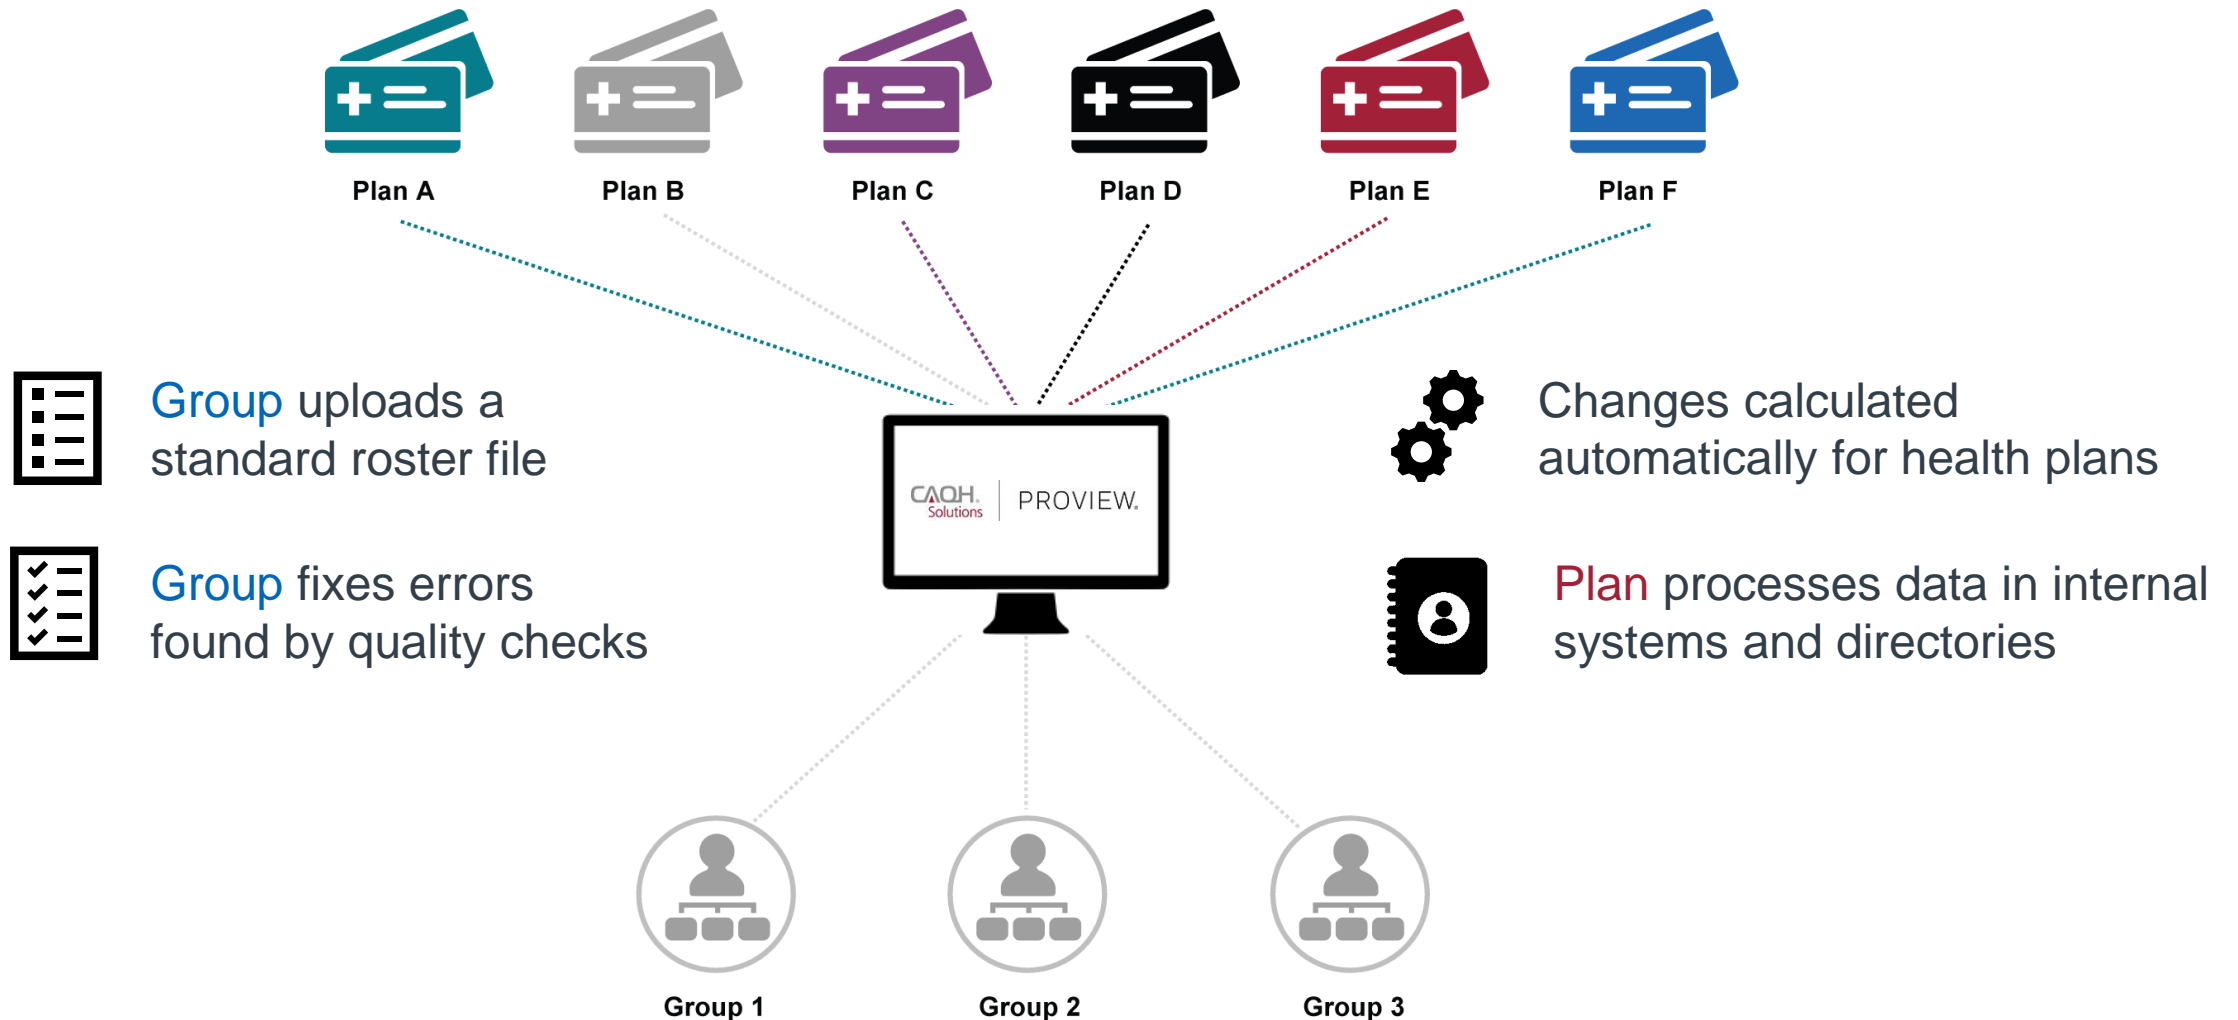 Plan A
Plan B
Plan C
Plan D
Plan E
Plan F
Group uploads a
standard roster file
Group fixes errors
found by quality checks
CAQH.
Solutions
PROVIEW.
Changes calculated
automatically for health plans
Plan processes data in internal
systems and directories
Group 1
Group 2
Group 3